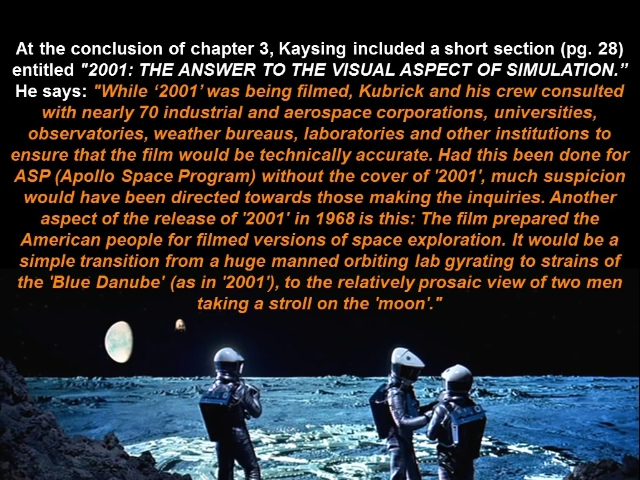 At the conclusion of chapter 3, Kaysing included a short section (pg. 28)
entitled "2001: THE ANSWER TO THE VISUAL ASPECT OF SIMULATION.”
He says: "While ‘2001’ was being filmed, Kubrick and his crew consulted
with nearly 70 industrial and aerospace corporations, universities,
observatories, weather bureaus, laboratories and other institutions to
ensure that the film would be technically accurate. Had this been done for
ASP (Apollo Space Program) without the cover of '2001', much suspicion
would have been directed towards those making the inquiries. Another
aspect of the release of '2001' in 1968 is this: The film prepared the
American people for filmed versions of space exploration. It would be a
simple transition from a huge manned orbiting lab gyrating to strains of
the 'Blue Danube' (as in '2001'), to the relatively prosaic view of two men
taking a stroll on the 'moon'."